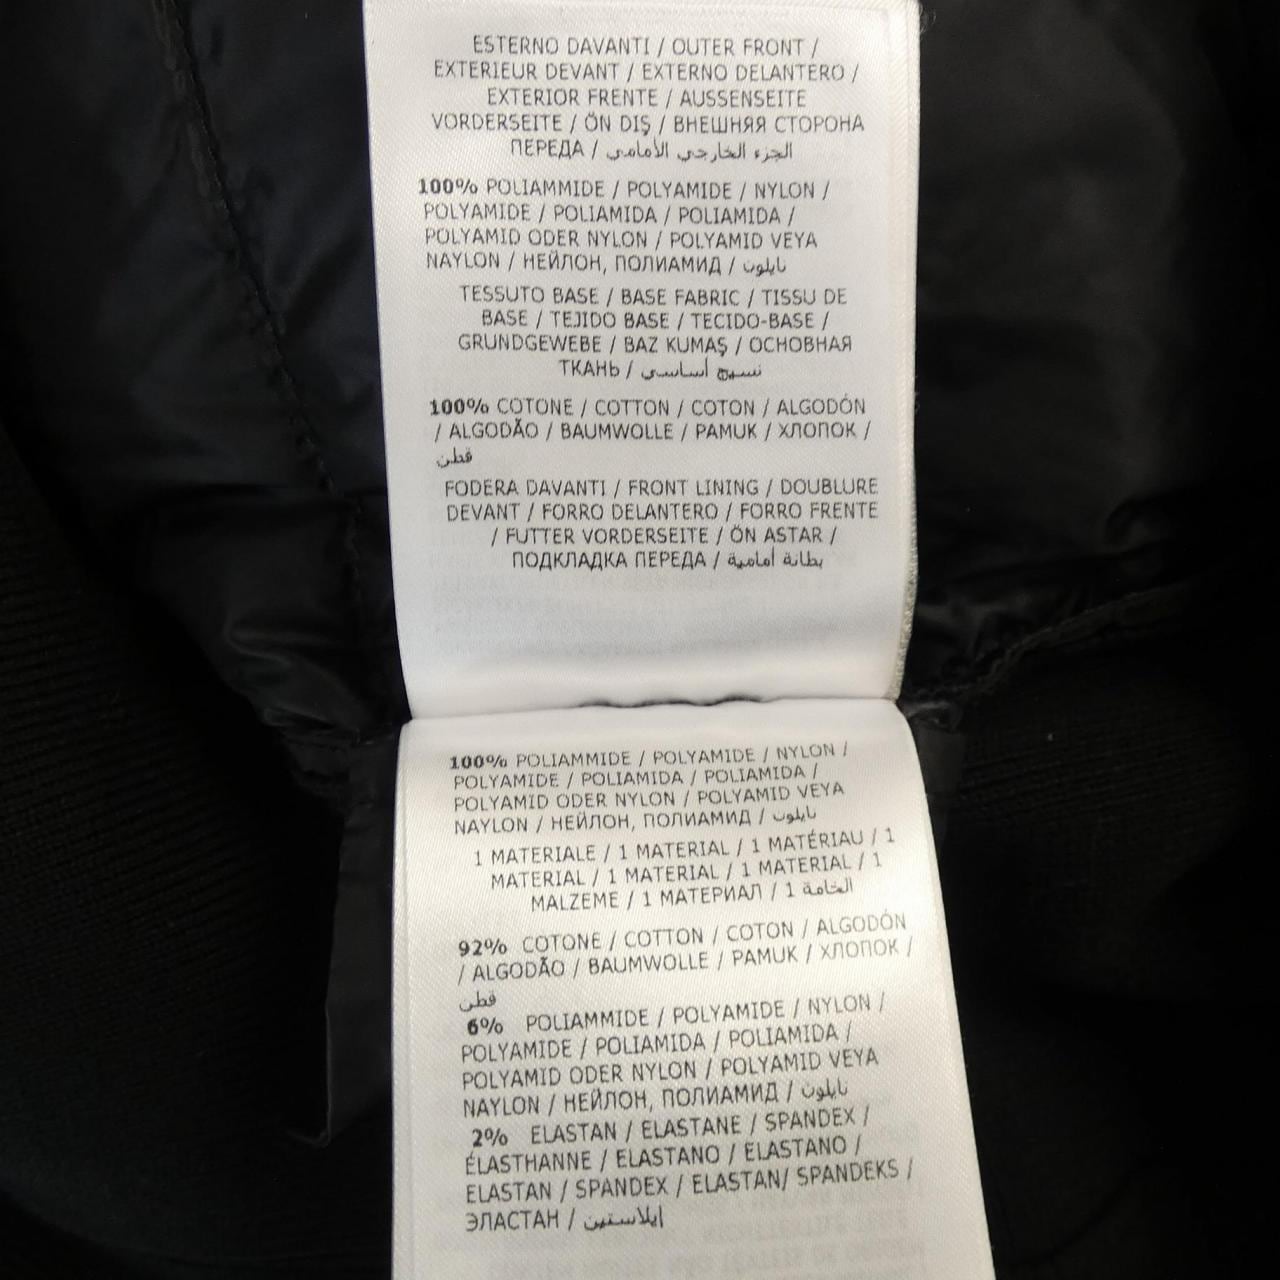 ESTERNO DAVANTI / OUTER FRONT /
EXTERIEUR DEVANT / EXTERNO DELANTERO /
EXTERIOR FRENTE / AUSSENSEITE
VORDERSEITE / ÖN DIŞ / ВНЕШНЯЯ СТОРОНА
ПЕРЕДА / الجزء الخارجي الأمامي
100% POLIAMMIDE / POLYAMIDE / NYLON /
POLYAMIDE / POLIAMIDA / POLIAMIDA /
POLYAMID ODER NYLON / POLYAMID VEYA
NAYLON / НЕЙЛОН, ПОЛИАМИД / نايلون
TESSUTO BASE / BASE FABRIC / TISSU DE
BASE / TEJIDO BASE / TECIDO-BASE /
GRUNDGEWEBE / BAZ KUMAŞ / ОСНОВНАЯ
ТКАНЬ / نسيج أساسي
100% COTONE / COTTON / COTON / ALGODÓN
/ ALGODÃO / BAUMWOLLE / PAMUK / ХЛОПОК /
قطن
FODERA DAVANTI / FRONT LINING / DOUBLURE
DEVANT / FORRO DELANTERO / FORRO FRENTE
/ FUTTER VORDERSEITE / ÖN ASTAR /
ПОДКЛАДКА ПЕРЕДА / بطانة أمامية
100% POLIAMMIDE / POLYAMIDE / NYLON /
POLYAMIDE / POLIAMIDA / POLIAMIDA /
POLYAMID ODER NYLON / POLYAMID VEYA
NAYLON / НЕЙЛОН, ПОЛИАМИД / نايلون
1 MATERIALE / 1 MATERIAL / 1 MATÉRIAU / 1
MATERIAL / 1 MATERIAL / 1 MATERIAL / 1
MALZEME / 1 МАТЕРИАЛ / 1 الخامة
92% COTONE / COTTON / COTON / ALGODÓN
/ ALGODÃO / BAUMWOLLE / PAMUK / ХЛОПОК /
قطن
6% POLIAMMIDE / POLYAMIDE / NYLON /
POLYAMIDE / POLIAMIDA / POLIAMIDA /
POLYAMID ODER NYLON / POLYAMID VEYA
NAYLON / НЕЙЛОН, ПОЛИАМИД / نايلون
2% ELASTAN / ELASTANE / SPANDEX /
ÉLASTHANNE / ELASTANO / ELASTANO /
ELASTAN / SPANDEX / ELASTAN/ SPANDEKS /
ЭЛАСТАН / ايلاستين